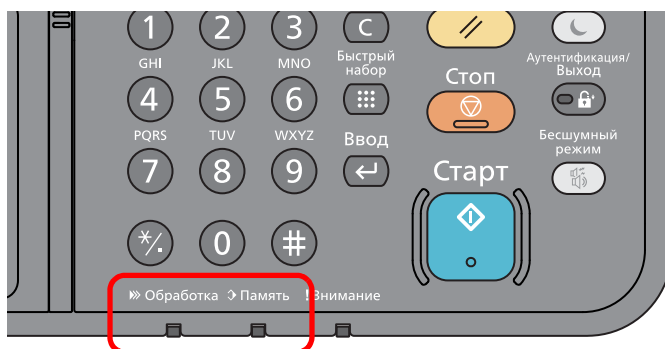 1 2 3 C
GHI JKL MNO Быстрый набор Стоп Аутентификация/ Выход
4 5 6
PQRS TUV WXYZ Ввод Бесшумный режим
7 8 9 Старт
*/. 0 #
Обработка Память !Внимание